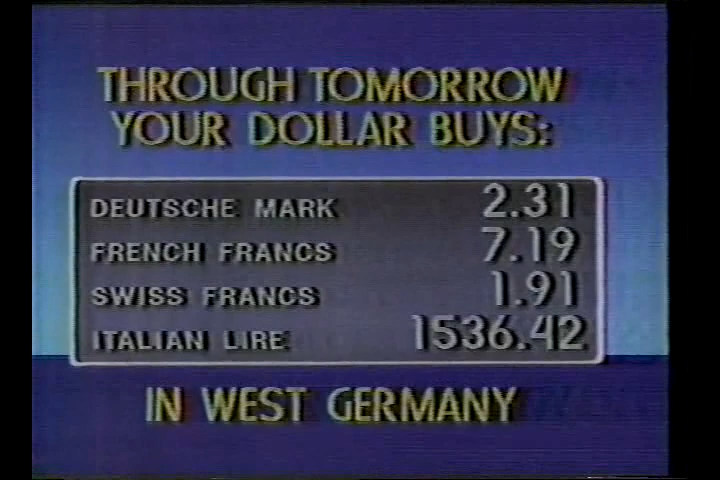 THROUGH TOMORROW
YOUR DOLLAR BUYS:
DEUTSCHE MARK 2.31
FRENCH FRANCS 7.19
SWISS FRANCS 1.91
ITALIAN LIRE 1536.42
IN WEST GERMANY